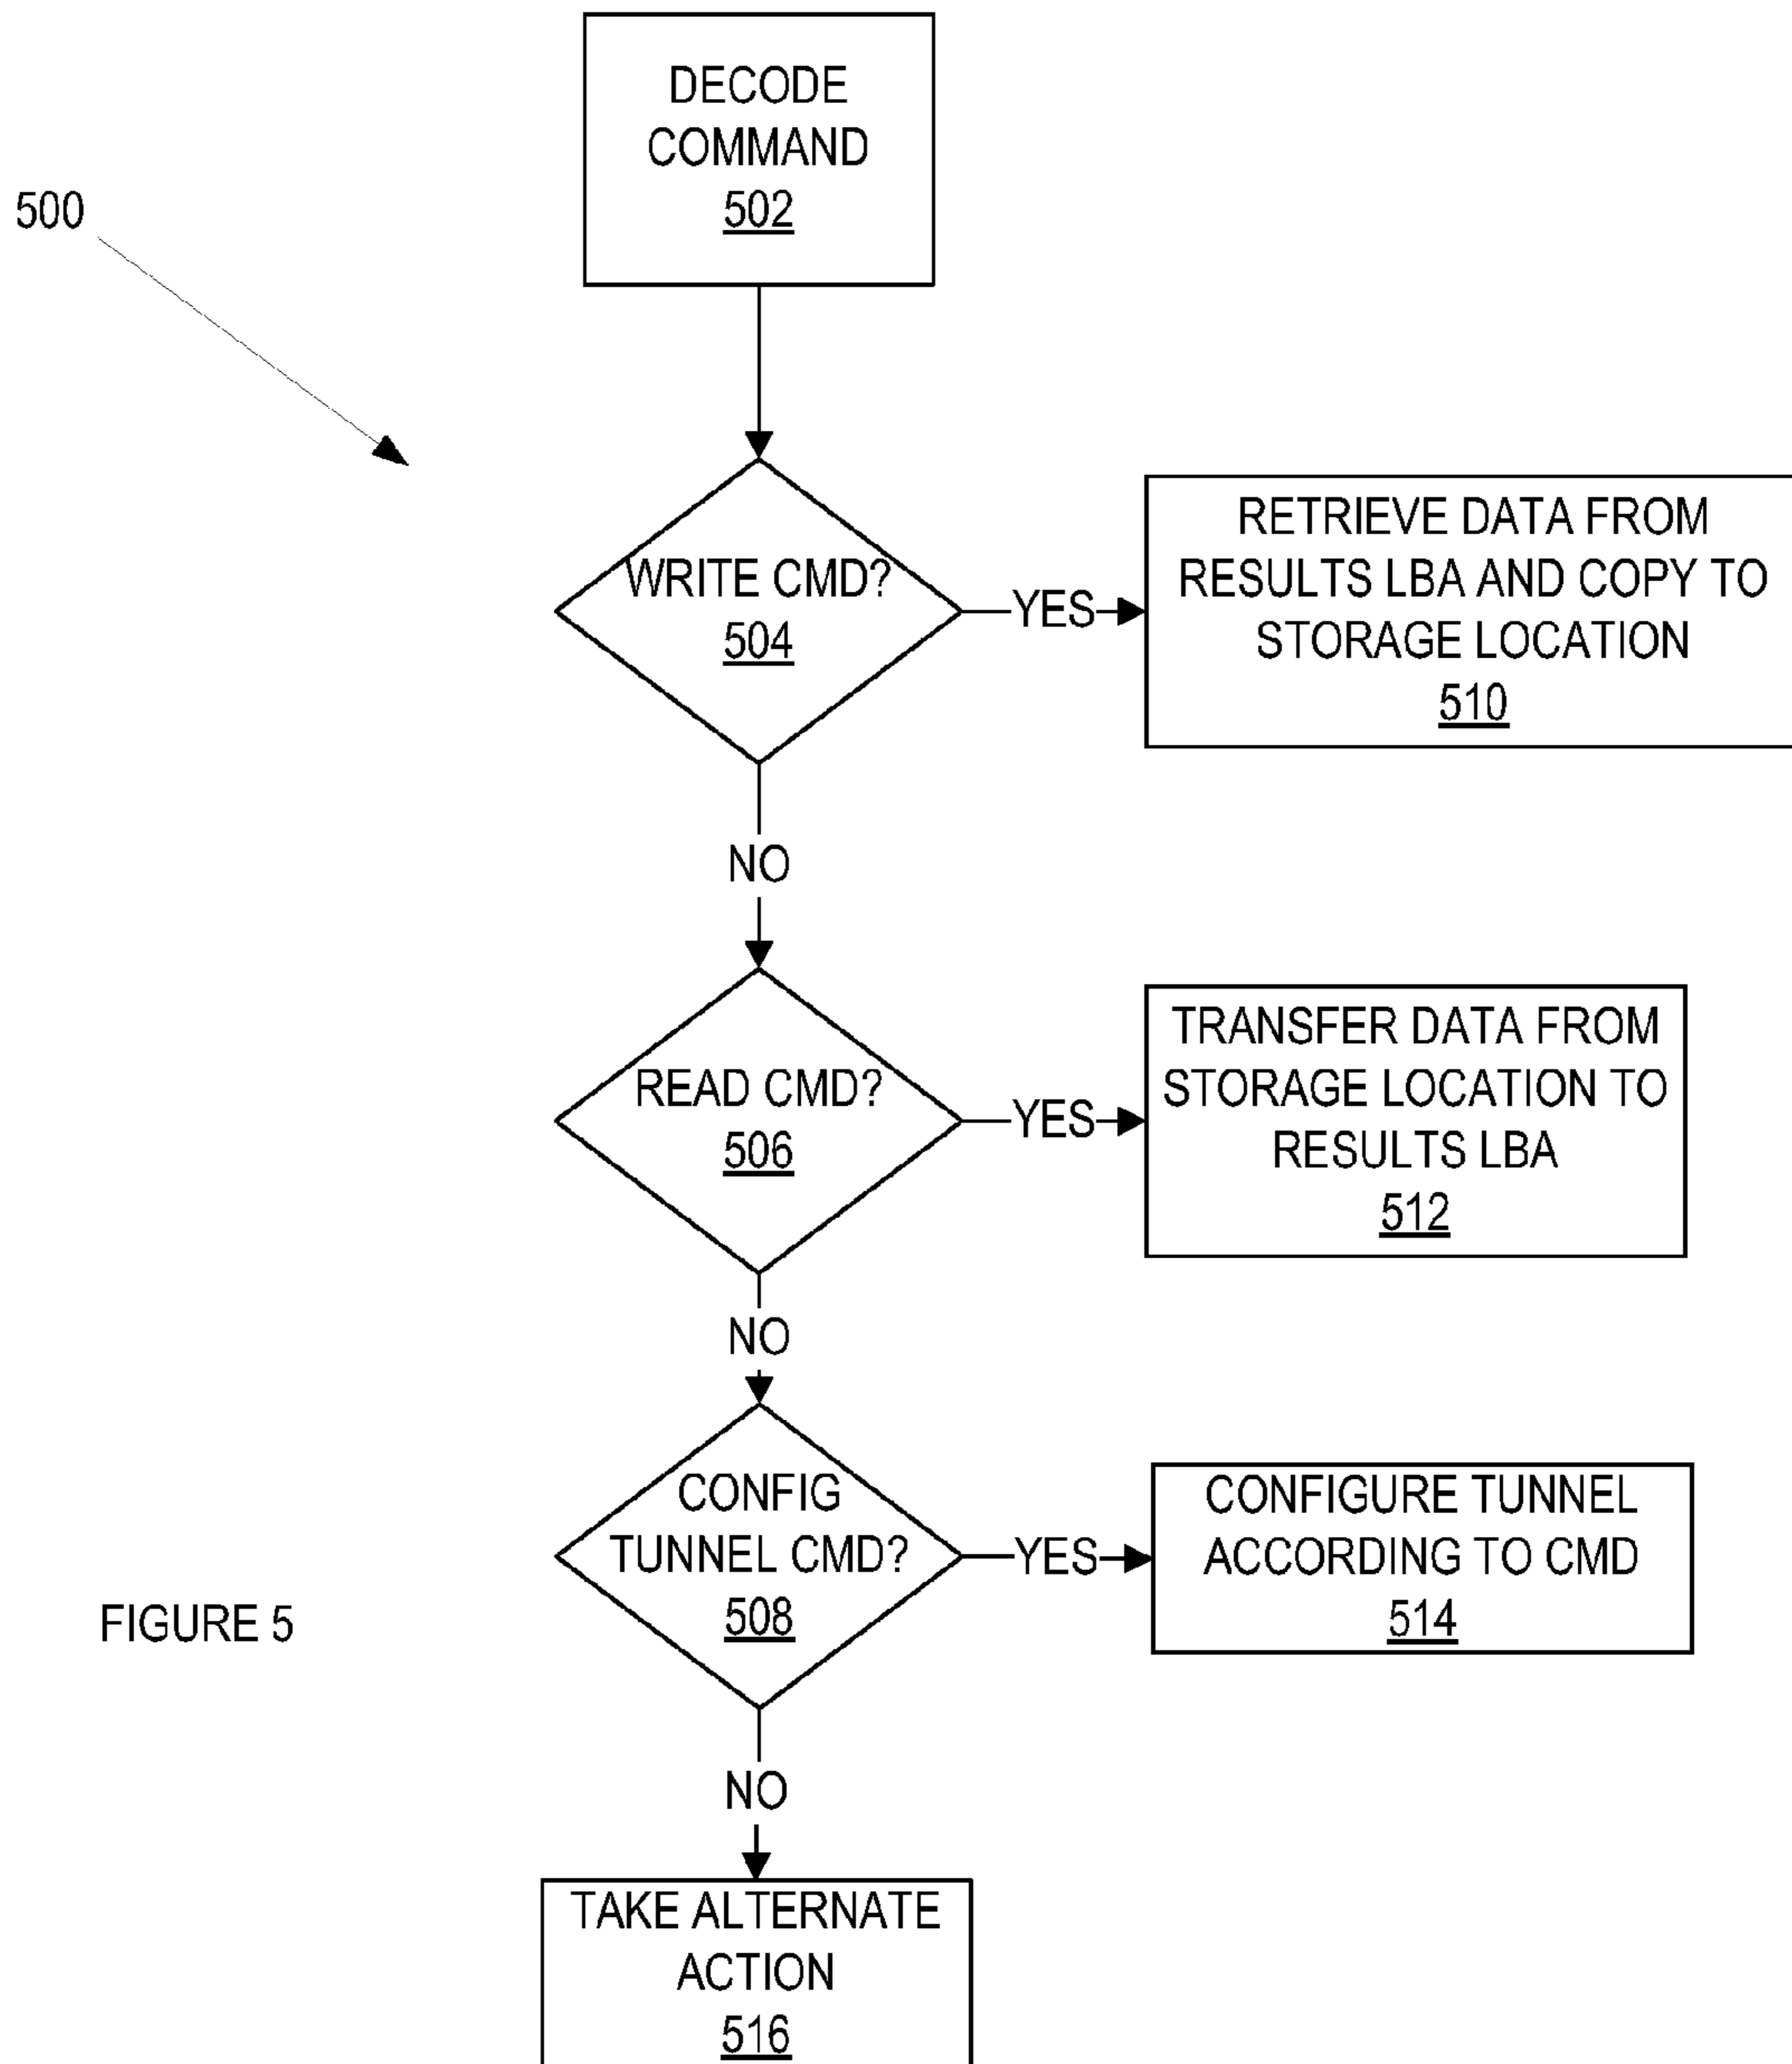 DECODE
COMMAND
502
500
WRITE CMD?
504
YES
RETRIEVE DATA FROM
RESULTS LBA AND COPY TO
STORAGE LOCATION
510
NO
READ CMD?
506
YES
TRANSFER DATA FROM
STORAGE LOCATION TO
RESULTS LBA
512
NO
CONFIG
TUNNEL CMD?
508
YES
CONFIGURE TUNNEL
ACCORDING TO CMD
514
FIGURE 5
NO
TAKE ALTERNATE
ACTION
516